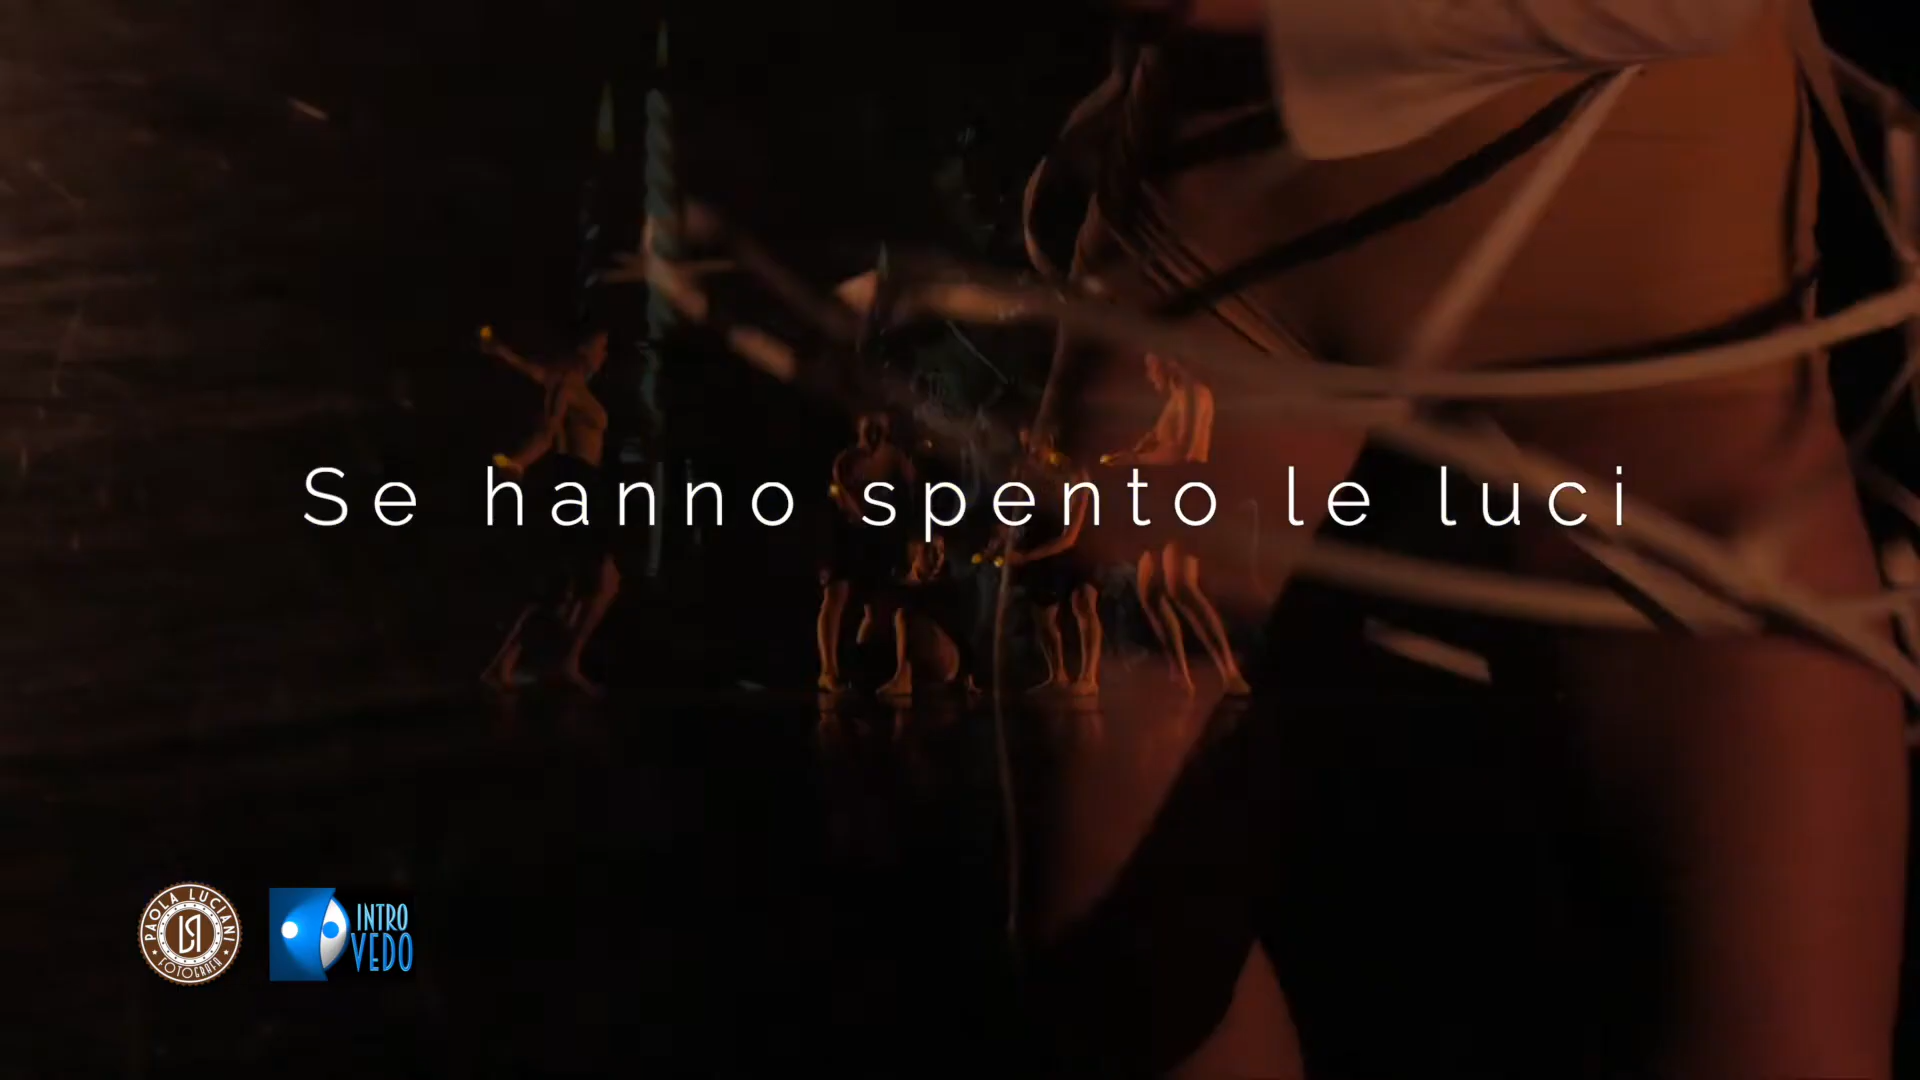 Se hanno spento le luci
PAOLA LUCIANI
FOTOGRAFA
INTRO
VEDO